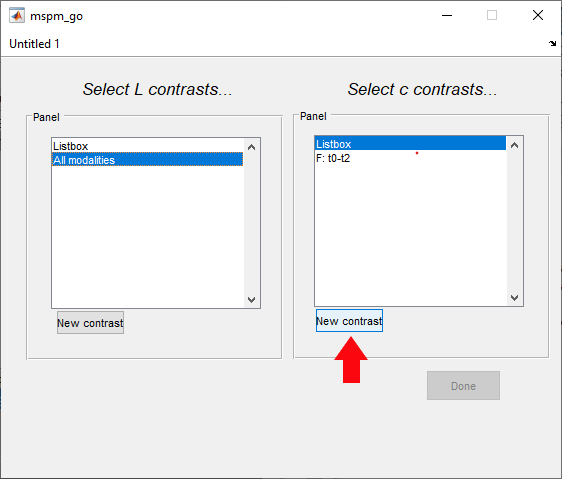 mspm_go
Untitled 1
Select L contrasts...
Select c contrasts...
Panel
Listbox
All modalities
New contrast
Panel
Listbox
F: t0-t2
New contrast
Done